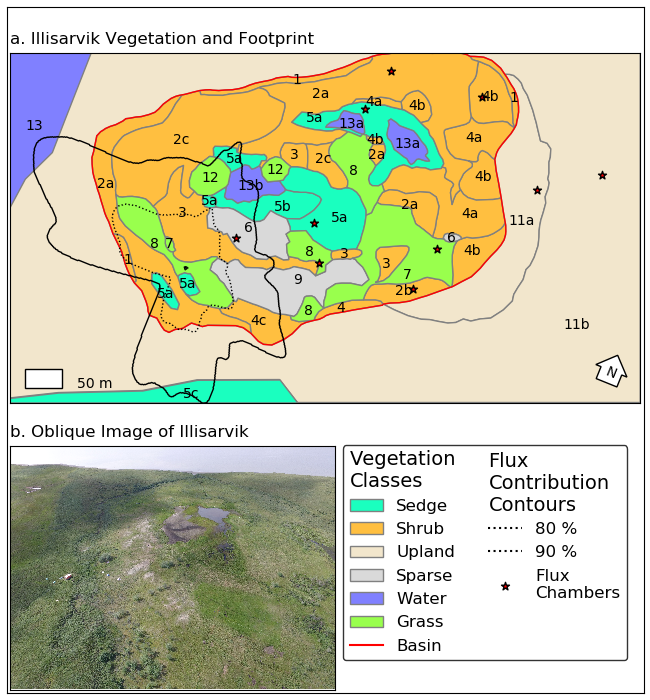 a. Illisarvik Vegetation and Footprint
1
2a
4a
4b
4b
1
13
5a
13a
4b
13a
4a
2c
5a
3
2c
2a
12
12
8
2a
13b
4b
5a
5b
2a
3
5a
4a
11a
6
6
8
7
8
3
4b
1
3
7
5a
9
5a
2b
8
4
4c
11b
50 m
N
5c
b. Oblique Image of Illisarvik
Vegetation
Classes
Sedge
Shrub
Upland
Sparse
Water
Grass
Basin
Flux
Contribution
Contours
80 %
90 %
Flux
Chambers